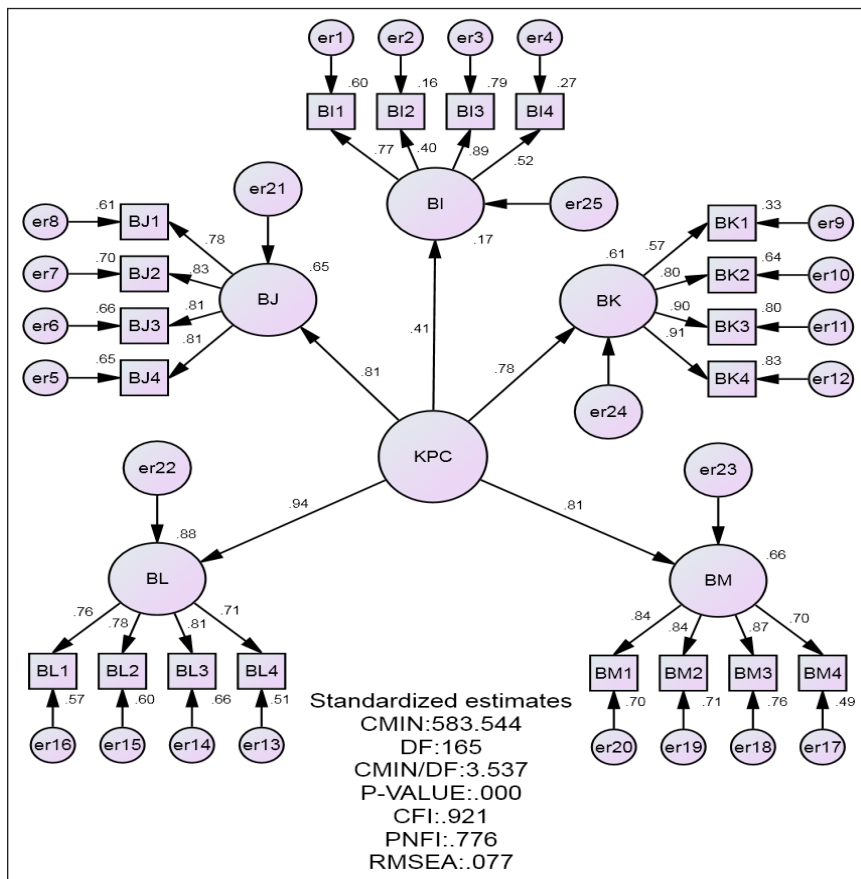 er1 er2 er3 er4
.60 .16 .79 .27
BI1 BI2 BI3 BI4
.77 .40 .89 .52
BI
er25
.17
er21
er8 .61 BJ1
er7 .70 BJ2
er6 .66 BJ3
er5 .65 BJ4
.78
.83
.81
.81
BJ
.65
.33
BK1 er9
.64
BK2 er10
.80
BK3 er11
.83
BK4 er12
.57
.80
.90
.91
.61
BK
er24
.41
.81
.78
KPC
.94
.81
er22
.88
BL
.76 .78 .81 .71
BL1 BL2 BL3 BL4
.57 .60 .66 .51
er16 er15 er14 er13
er23
.66
BM
.84 .84 .87 .70
BM1 BM2 BM3 BM4
.70 .71 .76 .49
er20 er19 er18 er17
Standardized estimates
CMIN:583.544
DF:165
CMIN/DF:3.537
P-VALUE:.000
CFI:.921
PNFI:.776
RMSEA:.077